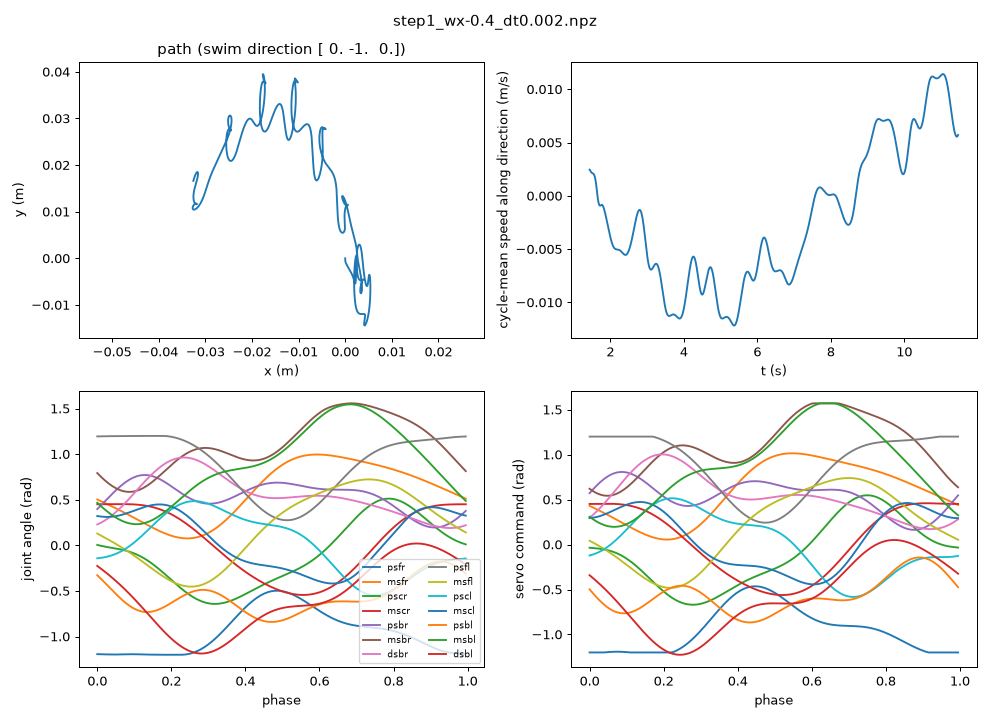 step1_wx-0.4_dt0.002.npz
path (swim direction [ 0. -1.  0.])
0.04
0.03
0.02
0.01
0.00
−0.01
y (m)
−0.05 −0.04 −0.03 −0.02 −0.01 0.00 0.01 0.02
x (m)
cycle-mean speed along direction (m/s)
0.010
0.005
0.000
−0.005
−0.010
2 4 6 8 10
t (s)
joint angle (rad)
1.5
1.0
0.5
0.0
−0.5
−1.0
psfr psfl
msfr msfl
pscr pscl
mscr mscl
psbr psbl
msbr msbl
dsbr dsbl
0.0 0.2 0.4 0.6 0.8 1.0
phase
servo command (rad)
1.5
1.0
0.5
0.0
−0.5
−1.0
0.0 0.2 0.4 0.6 0.8 1.0
phase